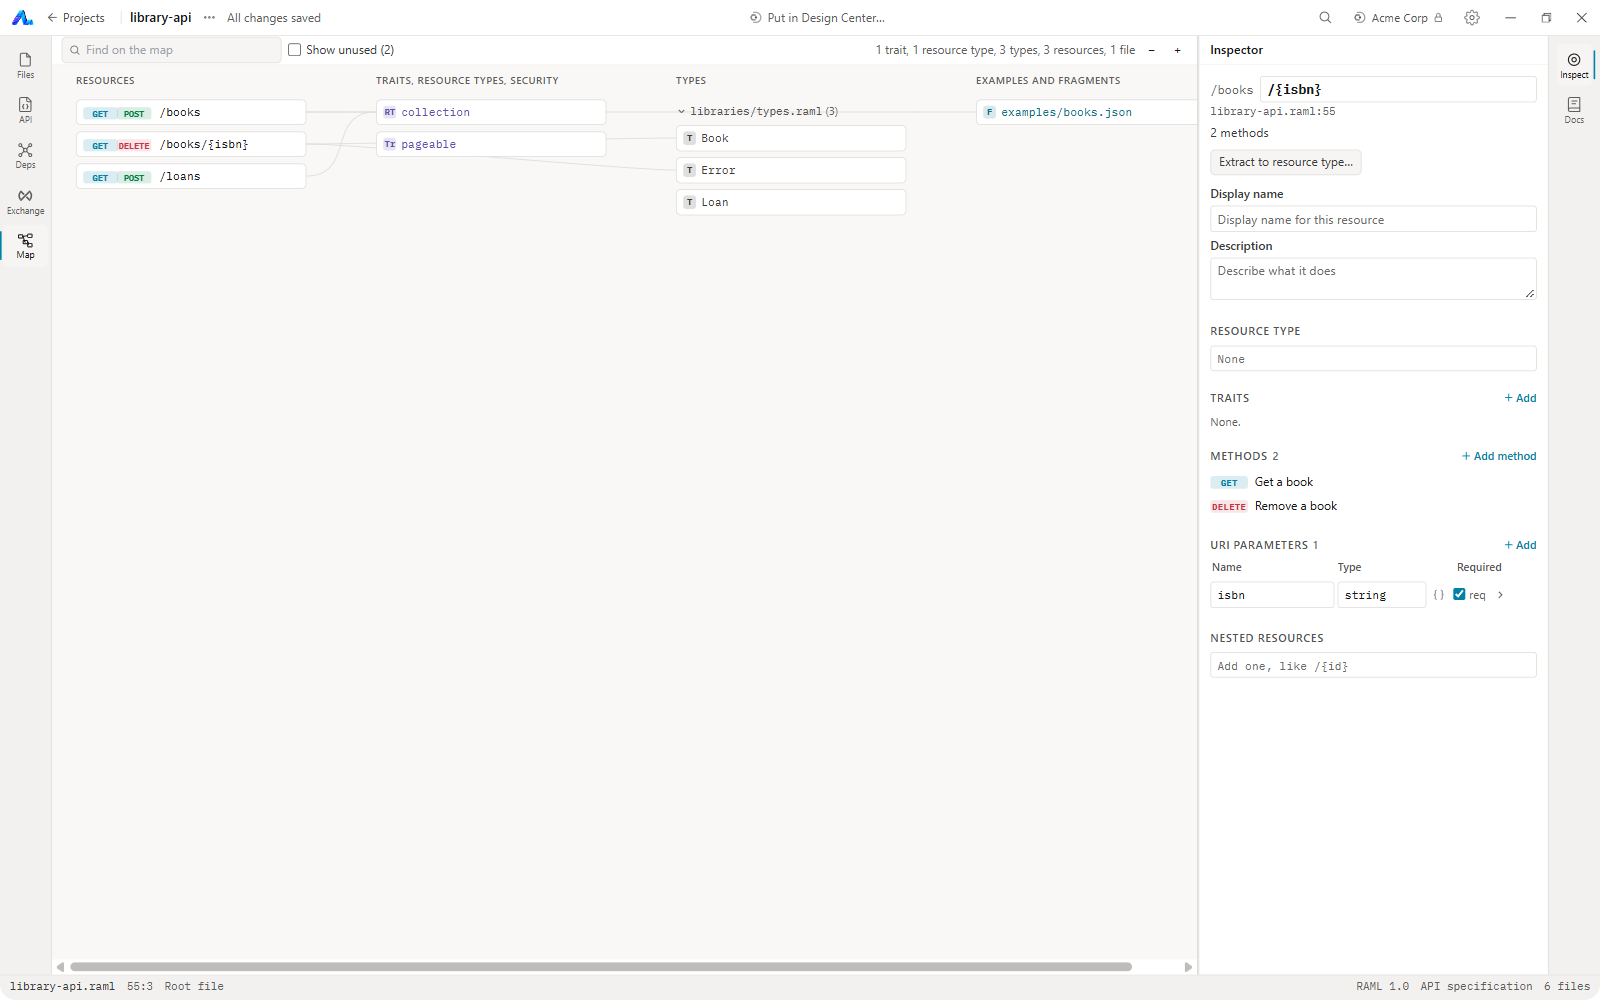 Projects
library-api
All changes saved
Put in Design Center...
Acme Corp
Files
API
Deps
Exchange
Map
Find on the map
Show unused (2)
1 trait, 1 resource type, 3 types, 3 resources, 1 file
−
+
RESOURCES
GET POST /books
GET DELETE /books/{isbn}
GET POST /loans
TRAITS, RESOURCE TYPES, SECURITY
RT collection
Tr pageable
TYPES
libraries/types.raml (3)
T Book
T Error
T Loan
EXAMPLES AND FRAGMENTS
F examples/books.json
Inspector
/books /{isbn}
library-api.raml:55
2 methods
Extract to resource type...
Display name
Display name for this resource
Description
Describe what it does
RESOURCE TYPE
None
TRAITS + Add
None.
METHODS 2 + Add method
GET Get a book
DELETE Remove a book
URI PARAMETERS 1 + Add
Name Type Required
isbn string {} req
NESTED RESOURCES
Add one, like /{id}
Inspect
Docs
library-api.raml 55:3 Root file
RAML 1.0 API specification 6 files